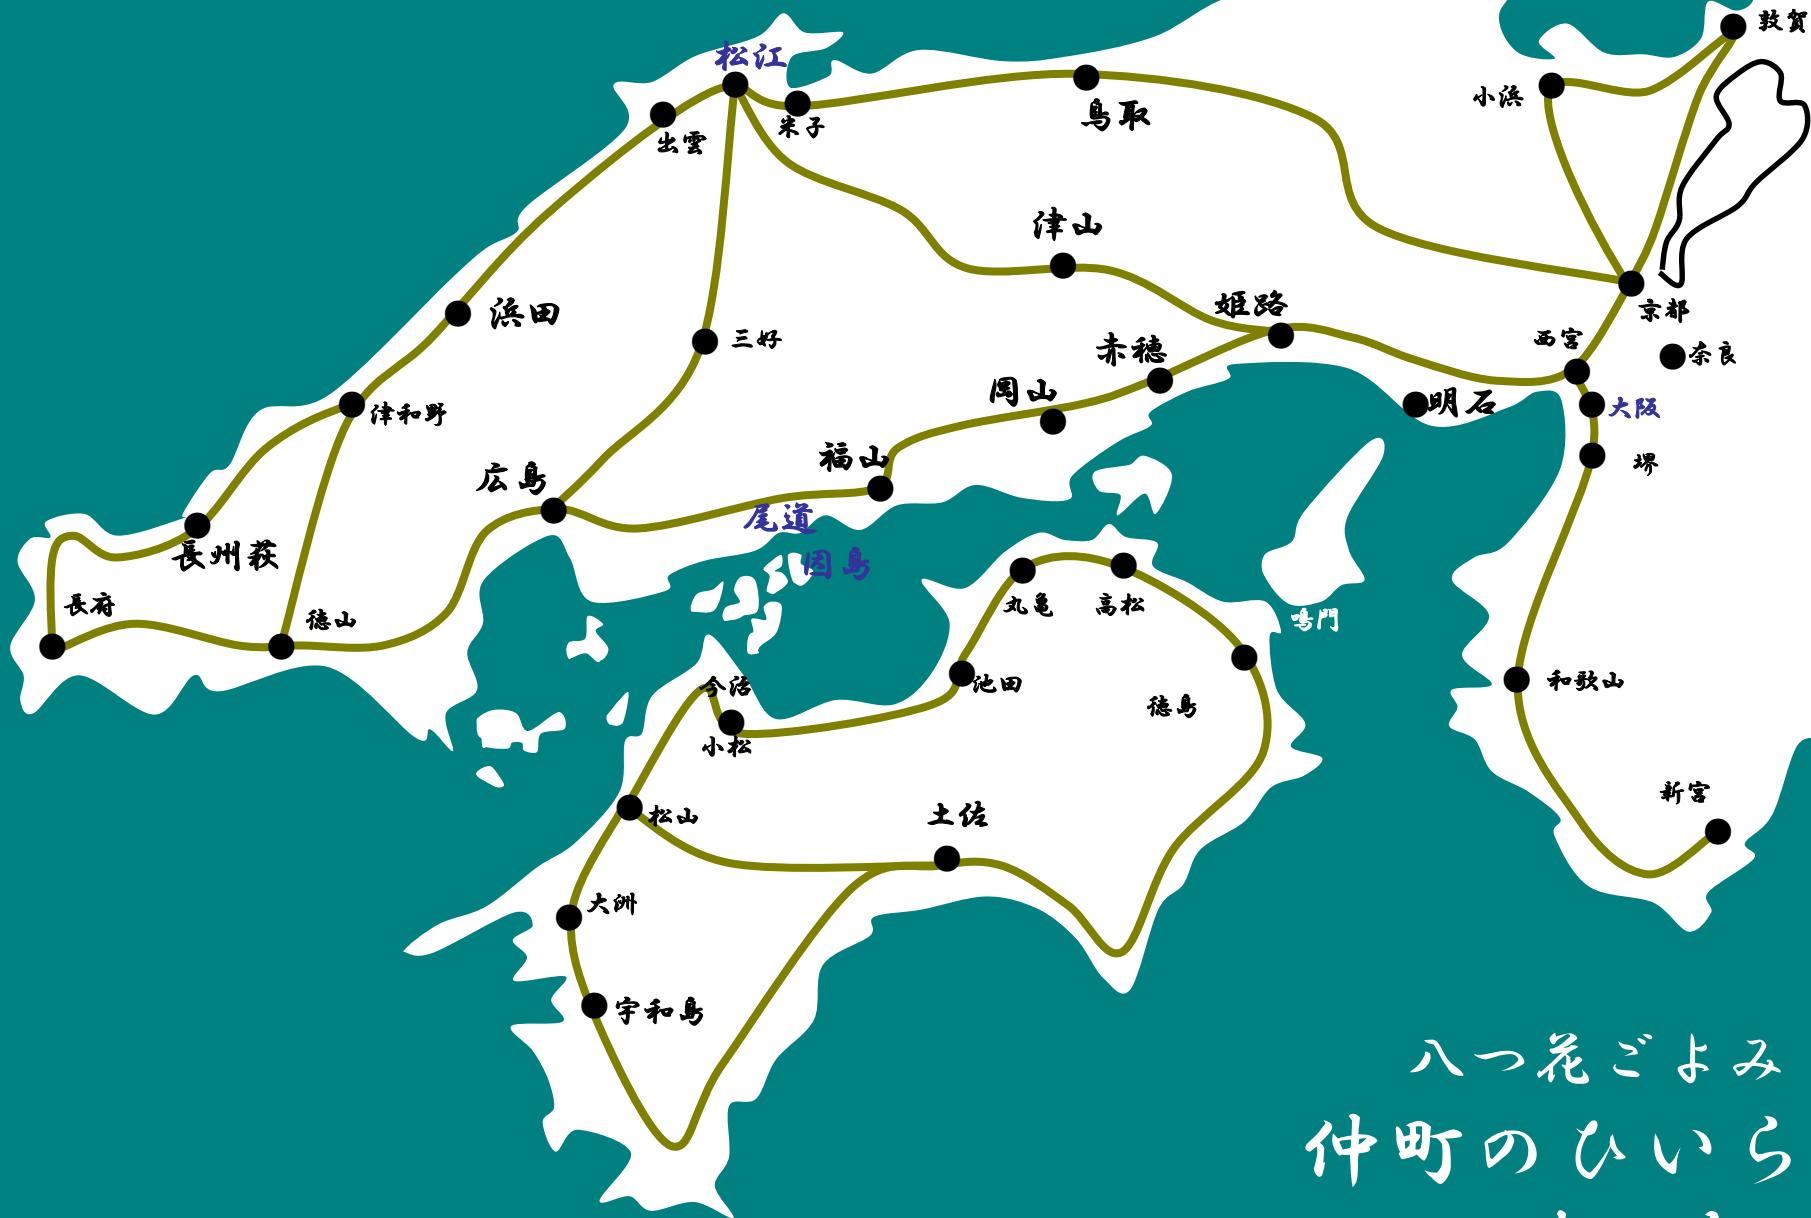 敦賀
松江
小浜
米子
鳥取
出雲
津山
浜田
姫路
京都
三好
西宮
奈良
赤穂
岡山
明石
大阪
津和野
福山
堺
広島
尾道
長州萩
因島
長府
徳山
丸亀
高松
鳴門
今治
池田
和歌山
徳島
小松
新宮
松山
土佐
大洲
宇和島
八つ花ごよみ
仲町のひいら